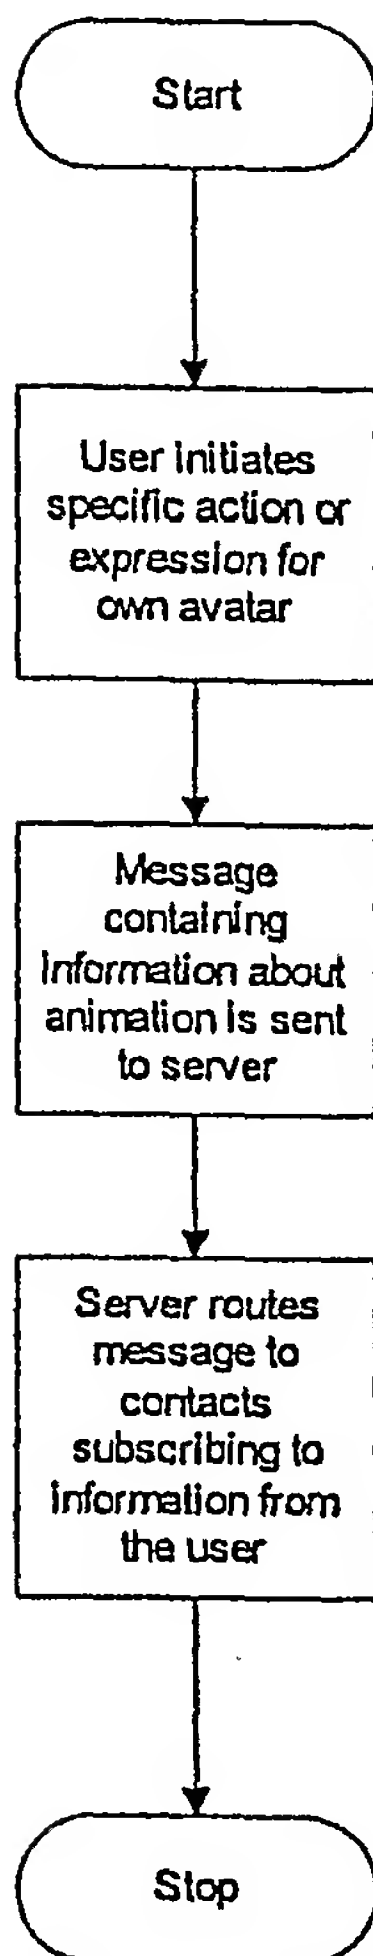 Start
User initiates
specific action or
expression for
own avatar
Message
containing
information about
animation is sent
to server
Server routes
message to
contacts
subscribing to
information from
the user
Stop